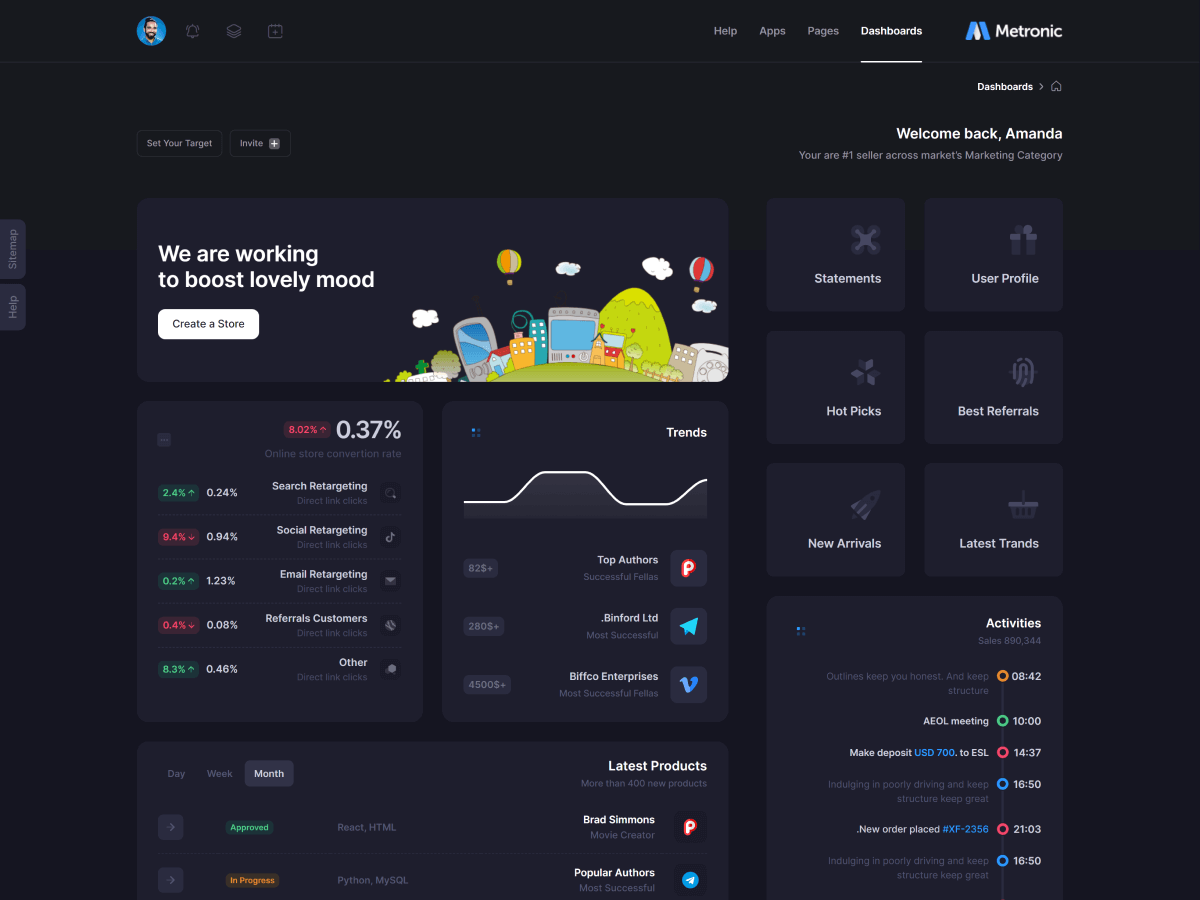 Help
Apps
Pages
Dashboards
Metronic
Dashboards
Set Your Target
Invite
Welcome back, Amanda
Your are #1 seller across market's Marketing Category
Sitemap
Help
We are working
to boost lovely mood
Create a Store
Statements
User Profile
Hot Picks
Best Referrals
New Arrivals
Latest Trands
8.02%
0.37%
Online store convertion rate
2.4%
0.24%
Search Retargeting
Direct link clicks
9.4%
0.94%
Social Retargeting
Direct link clicks
0.2%
1.23%
Email Retargeting
Direct link clicks
0.4%
0.08%
Referrals Customers
Direct link clicks
8.3%
0.46%
Other
Direct link clicks
Trends
82$+
Top Authors
Successful Fellas
280$+
.Binford Ltd
Most Successful
4500$+
Biffco Enterprises
Most Successful Fellas
Activities
Sales 890,344
Outlines keep you honest. And keep
structure
08:42
AEOL meeting
10:00
Make deposit USD 700. to ESL
14:37
Indulging in poorly driving and keep
structure keep great
16:50
.New order placed #XF-2356
21:03
Indulging in poorly driving and keep
structure keep great
16:50
Day
Week
Month
Latest Products
More than 400 new products
Approved
React, HTML
Brad Simmons
Movie Creator
In Progress
Python, MySQL
Popular Authors
Most Successful